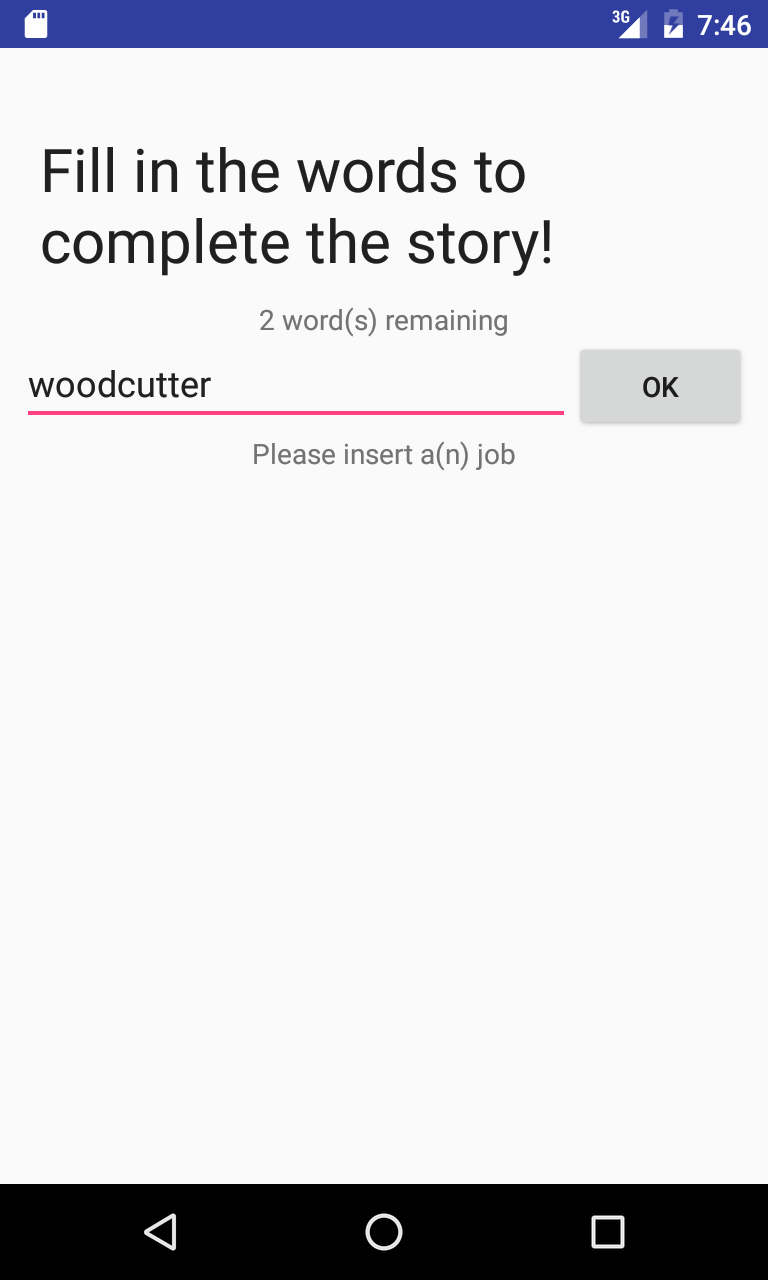 3G 7:46
Fill in the words to
complete the story!
2 word(s) remaining
woodcutter
OK
Please insert a(n) job